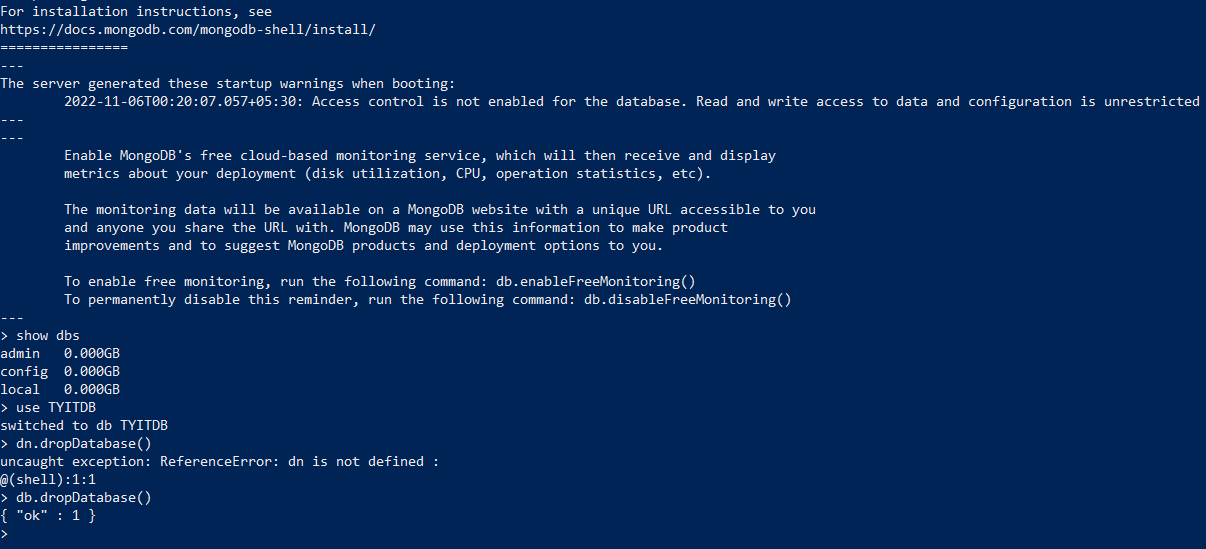 For installation instructions, see
https://docs.mongodb.com/mongodb-shell/install/
================
---
The server generated these startup warnings when booting:
        2022-11-06T00:20:07.057+05:30: Access control is not enabled for the database. Read and write access to data and configuration is unrestricted
---
---
        Enable MongoDB's free cloud-based monitoring service, which will then receive and display
        metrics about your deployment (disk utilization, CPU, operation statistics, etc).

        The monitoring data will be available on a MongoDB website with a unique URL accessible to you
        and anyone you share the URL with. MongoDB may use this information to make product
        improvements and to suggest MongoDB products and deployment options to you.

        To enable free monitoring, run the following command: db.enableFreeMonitoring()
        To permanently disable this reminder, run the following command: db.disableFreeMonitoring()
---
> show dbs
admin   0.000GB
config  0.000GB
local   0.000GB
> use TYITDB
switched to db TYITDB
> dn.dropDatabase()
uncaught exception: ReferenceError: dn is not defined :
@(shell):1:1
> db.dropDatabase()
{ "ok" : 1 }
>